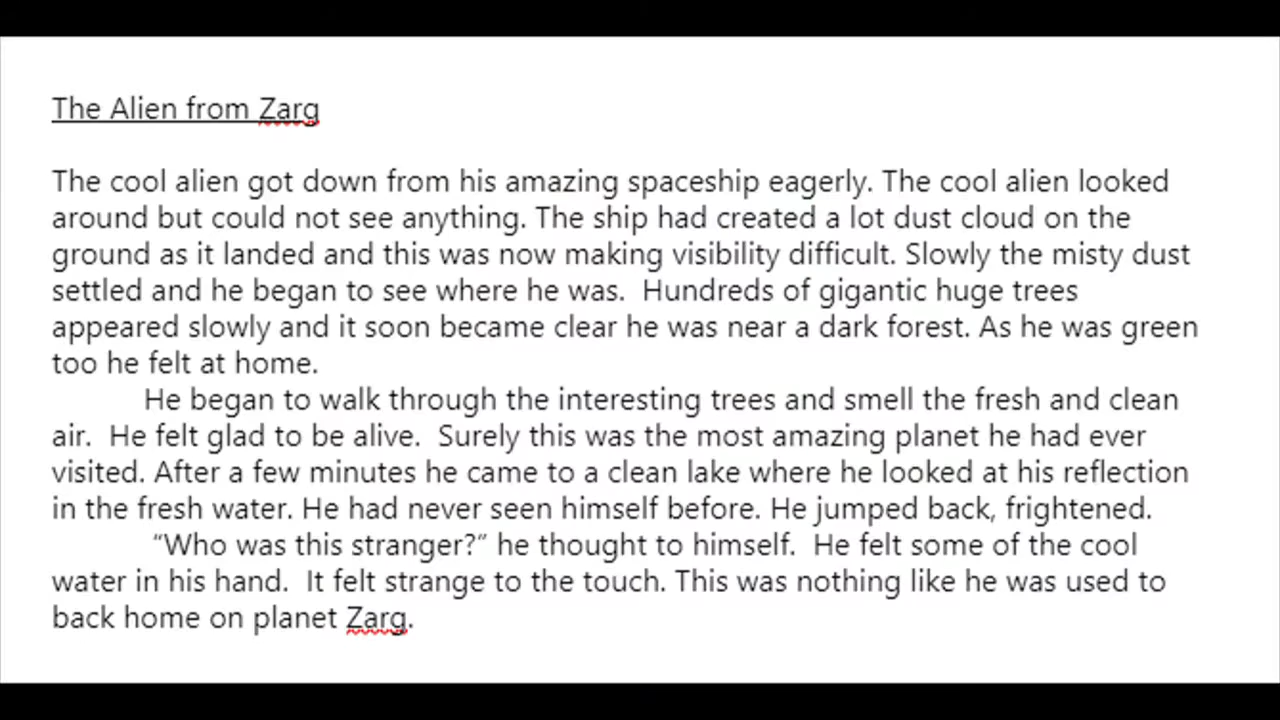 The Alien from Zarg
The cool alien got down from his amazing spaceship eagerly. The cool alien looked
around but could not see anything. The ship had created a lot dust cloud on the
ground as it landed and this was now making visibility difficult. Slowly the misty dust
settled and he began to see where he was.  Hundreds of gigantic huge trees
appeared slowly and it soon became clear he was near a dark forest. As he was green
too he felt at home.
He began to walk through the interesting trees and smell the fresh and clean
air.  He felt glad to be alive.  Surely this was the most amazing planet he had ever
visited. After a few minutes he came to a clean lake where he looked at his reflection
in the fresh water. He had never seen himself before. He jumped back, frightened.
“Who was this stranger?” he thought to himself.  He felt some of the cool
water in his hand.  It felt strange to the touch. This was nothing like he was used to
back home on planet Zarg.